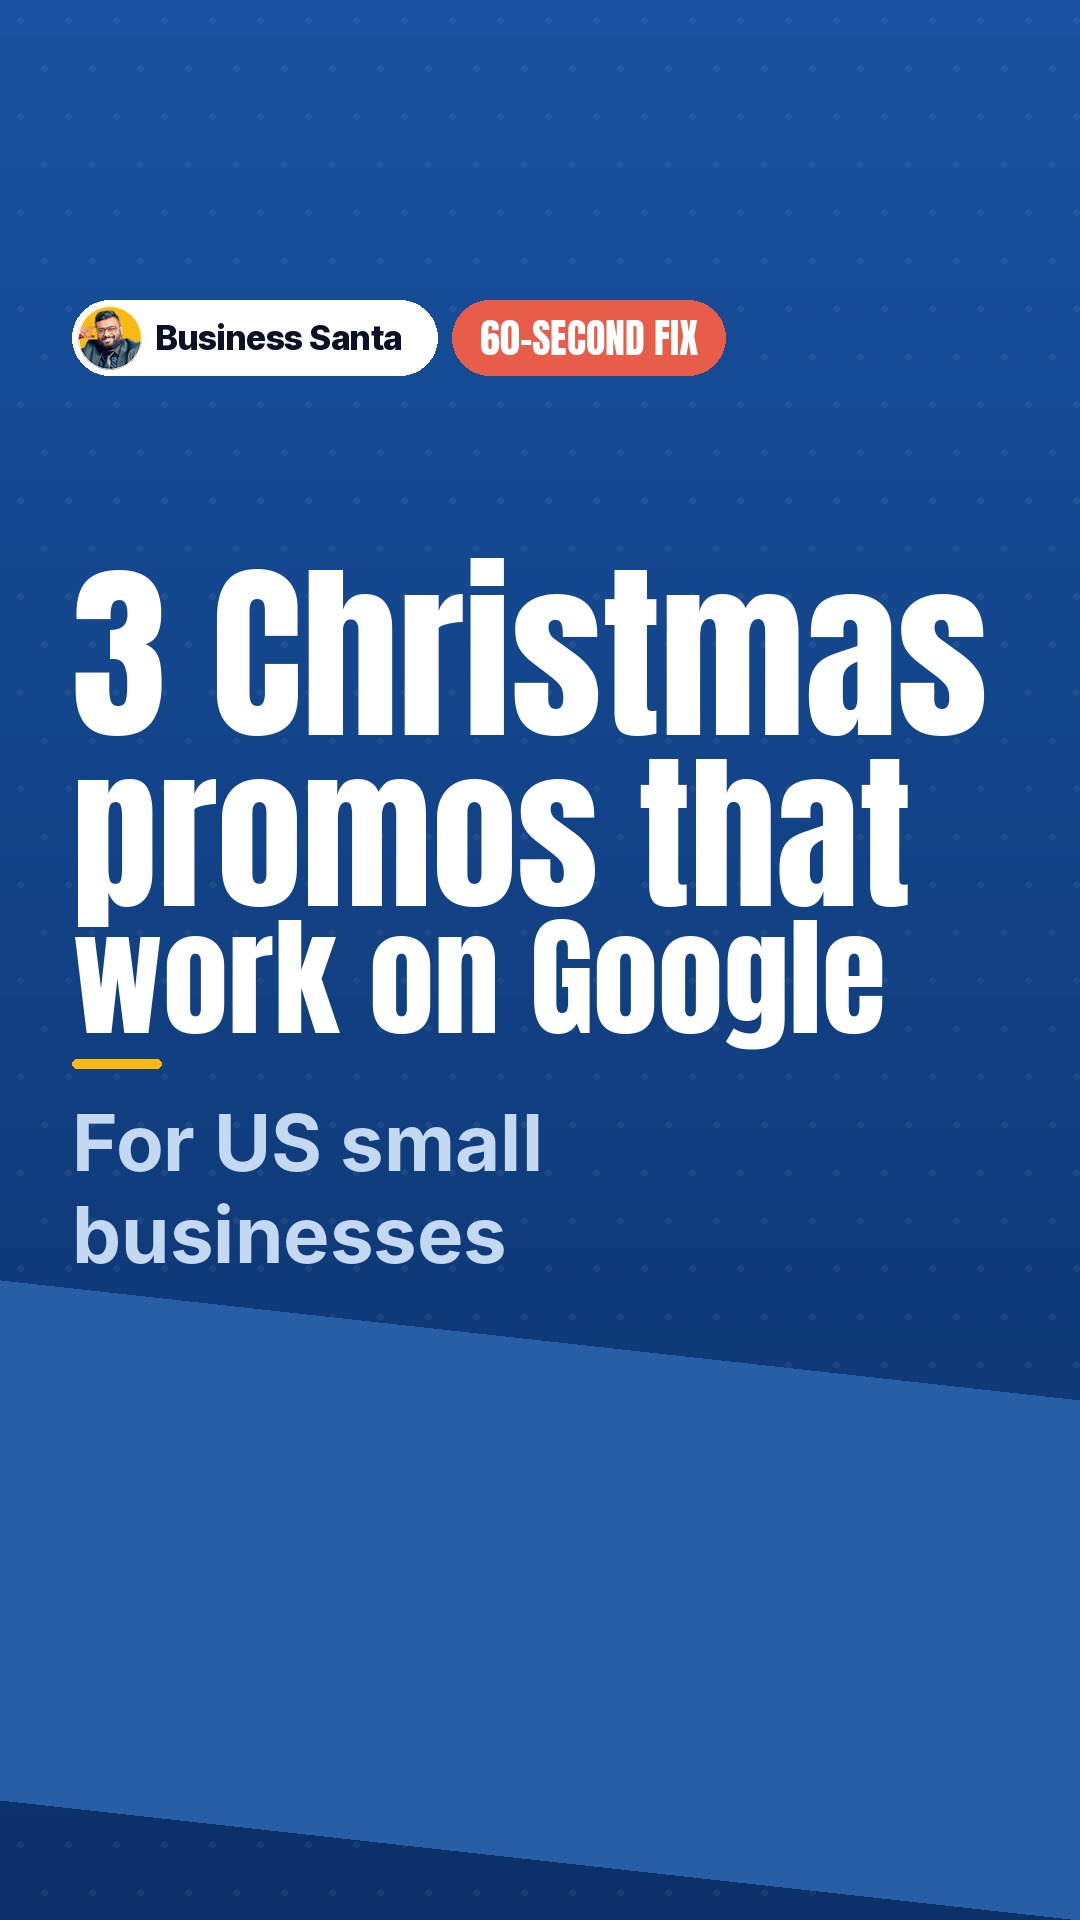 Business Santa
60-SECOND FIX
3 Christmas
promos that
work on Google
For US small
businesses